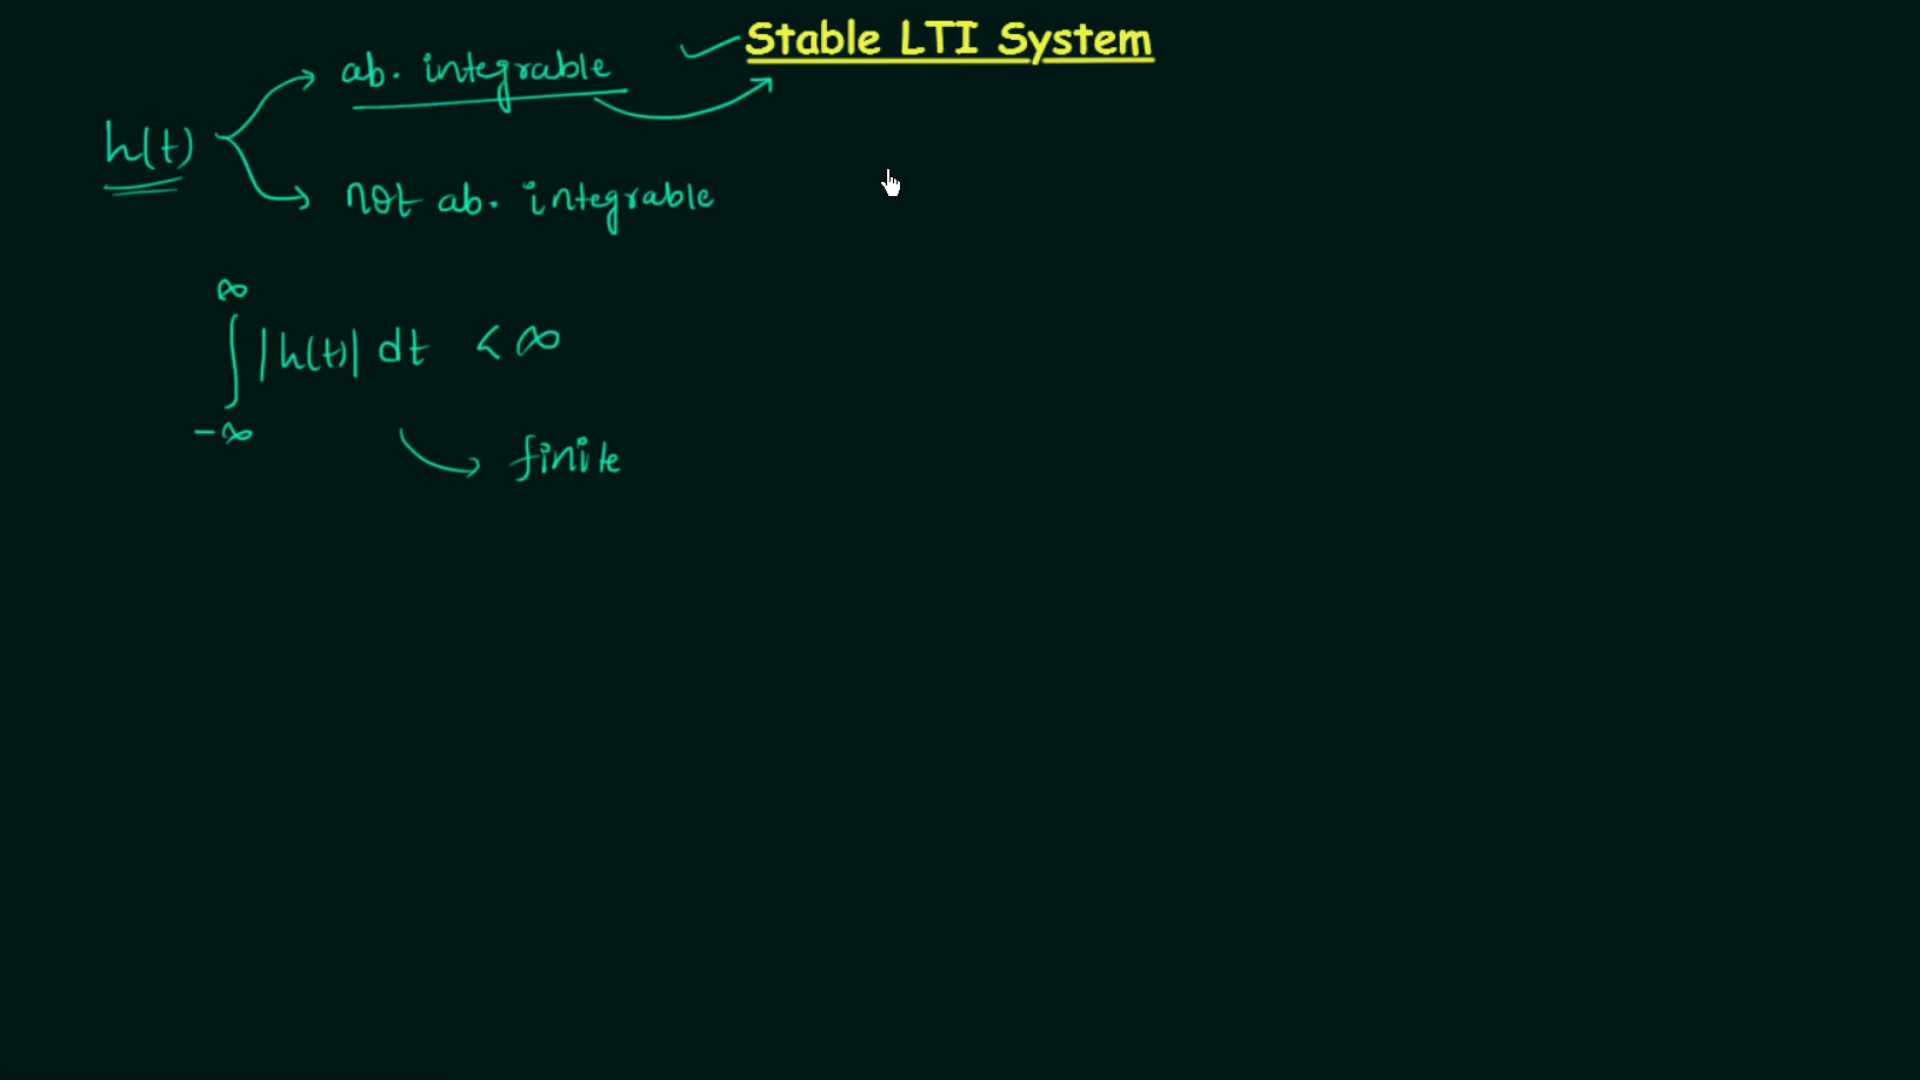 Stable LTI System
ab. integrable
h(t)
not ab. integrable
∞
∫ |h(t)| dt < ∞
-∞
finite